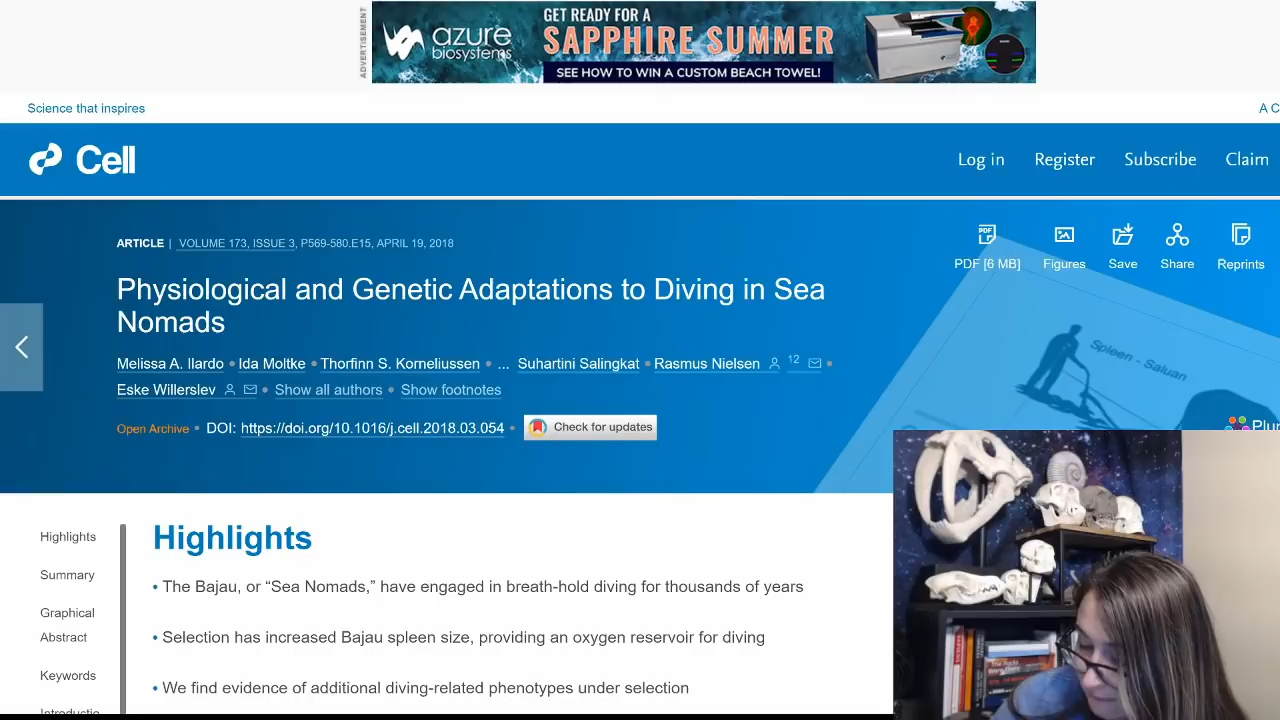 ADVERTISEMENT
azure
biosystems
GET READY FOR A
SAPPHIRE SUMMER
SEE HOW TO WIN A CUSTOM BEACH TOWEL!
Science that inspires
A C
Cell
Log in Register Subscribe Claim
ARTICLE | VOLUME 173, ISSUE 3, P569-580.E15, APRIL 19, 2018
PDF [6 MB] Figures Save Share Reprints
Physiological and Genetic Adaptations to Diving in Sea
Nomads
Spleen - Saluan
Melissa A. Ilardo • Ida Moltke • Thorfinn S. Korneliussen • ... Suhartini Salingkat • Rasmus Nielsen 12 •
Eske Willerslev • Show all authors • Show footnotes
Open Archive • DOI: https://doi.org/10.1016/j.cell.2018.03.054 • Check for updates
Plu
Highlights
Summary
Graphical
Abstract
Keywords
Introductio
Highlights
• The Bajau, or “Sea Nomads,” have engaged in breath-hold diving for thousands of years
• Selection has increased Bajau spleen size, providing an oxygen reservoir for diving
• We find evidence of additional diving-related phenotypes under selection